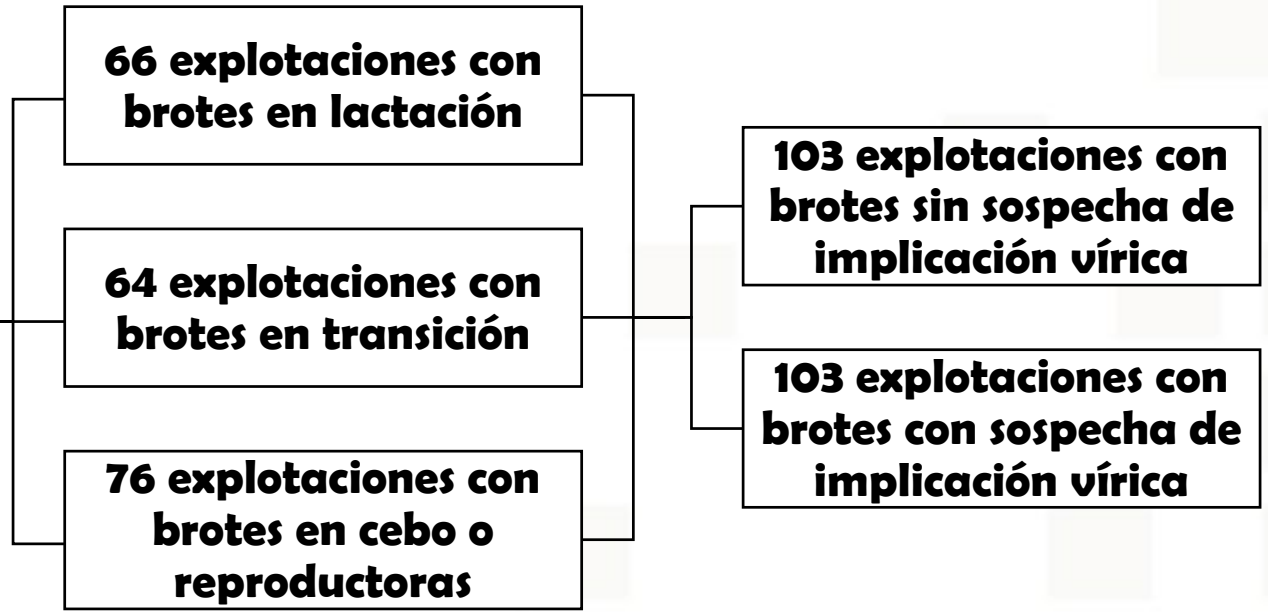 66 explotaciones con
brotes en lactación
64 explotaciones con
brotes en transición
76 explotaciones con
brotes en cebo o
reproductoras
103 explotaciones con
brotes sin sospecha de
implicación vírica
103 explotaciones con
brotes con sospecha de
implicación vírica